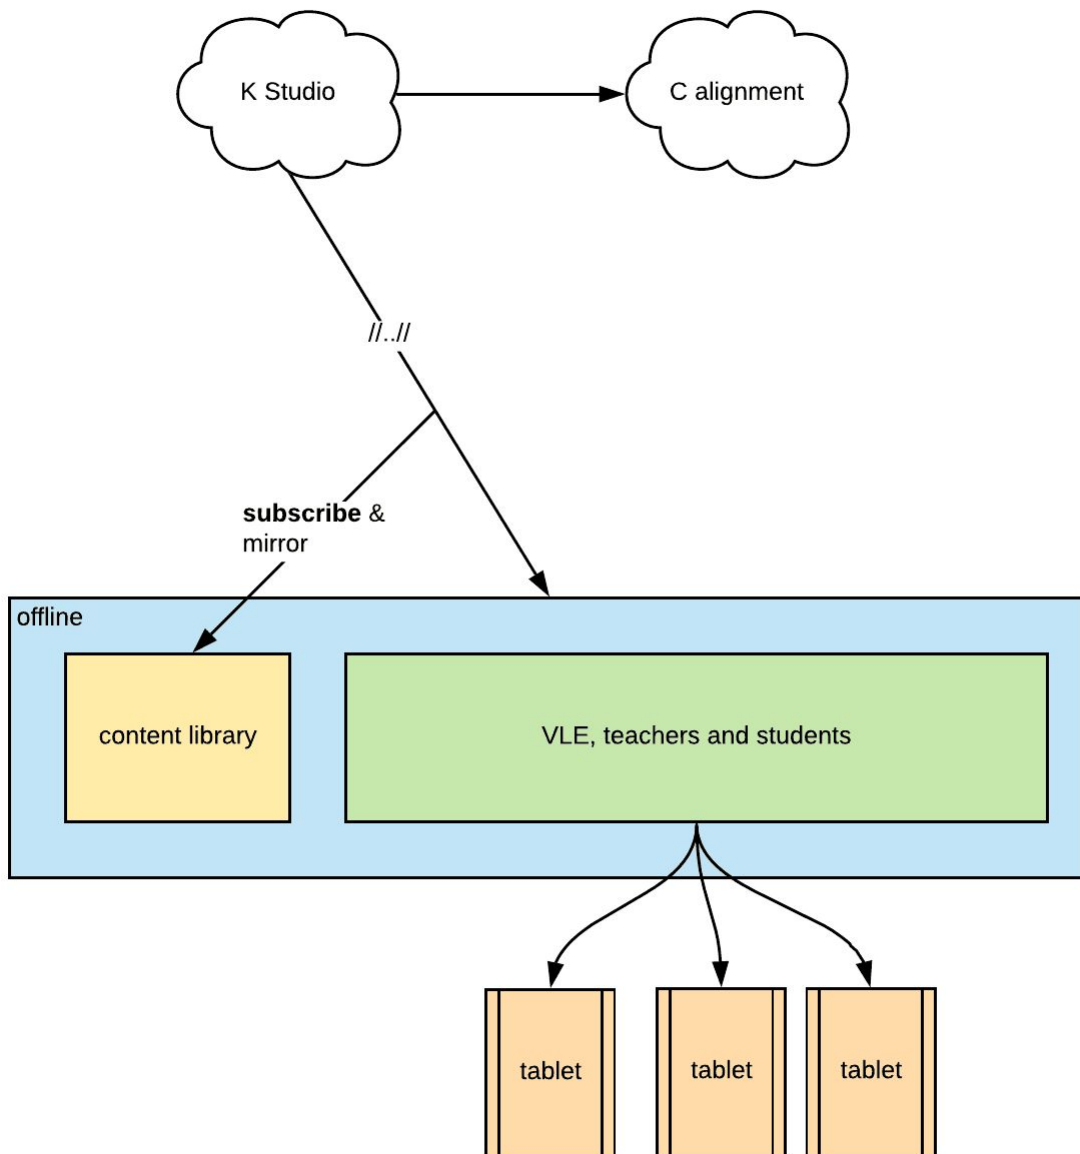 K Studio
C alignment
//..//
subscribe &
mirror
offline
content library
VLE, teachers and students
tablet
tablet
tablet